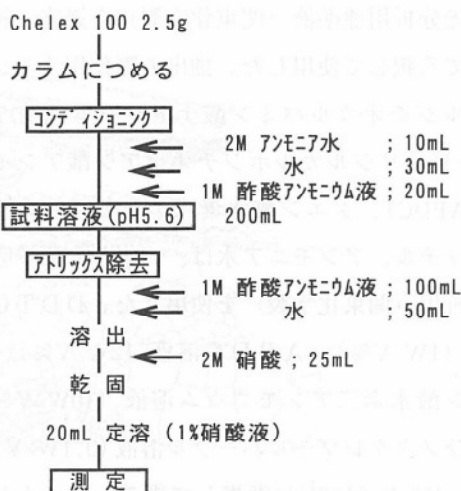 Chelex 100 2.5g
カラムにつめる
コンディショニング
2M アンモニア水 ; 10mL
水 ; 30mL
1M 酢酸アンモニウム液 ; 20mL
試料溶液(pH5.6) 200mL
アトリックス除去
1M 酢酸アンモニウム液 ; 100mL
水 ; 50mL
溶出
2M 硝酸 ; 25mL
乾固
20mL 定溶 (1%硝酸液)
測定